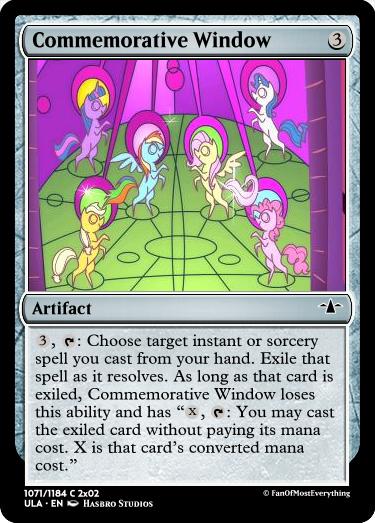 Commemorative Window 3
Artifact
3, T: Choose target instant or sorcery
spell you cast from your hand. Exile that
spell as it resolves. As long as that card is
exiled, Commemorative Window loses
this ability and has “X, T: You may cast
the exiled card without paying its mana
cost. X is that card's converted mana
cost.”
1071/1184 C 2x02
ULA • EN Hasbro Studios
© FanOfMostEverything